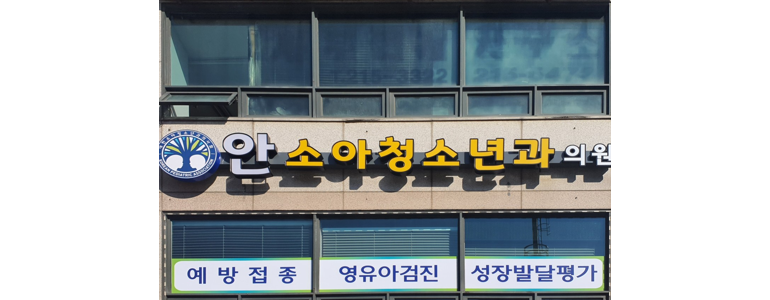 안 소아청소년과 의원
예방접종
영유아검진
성장발달평가